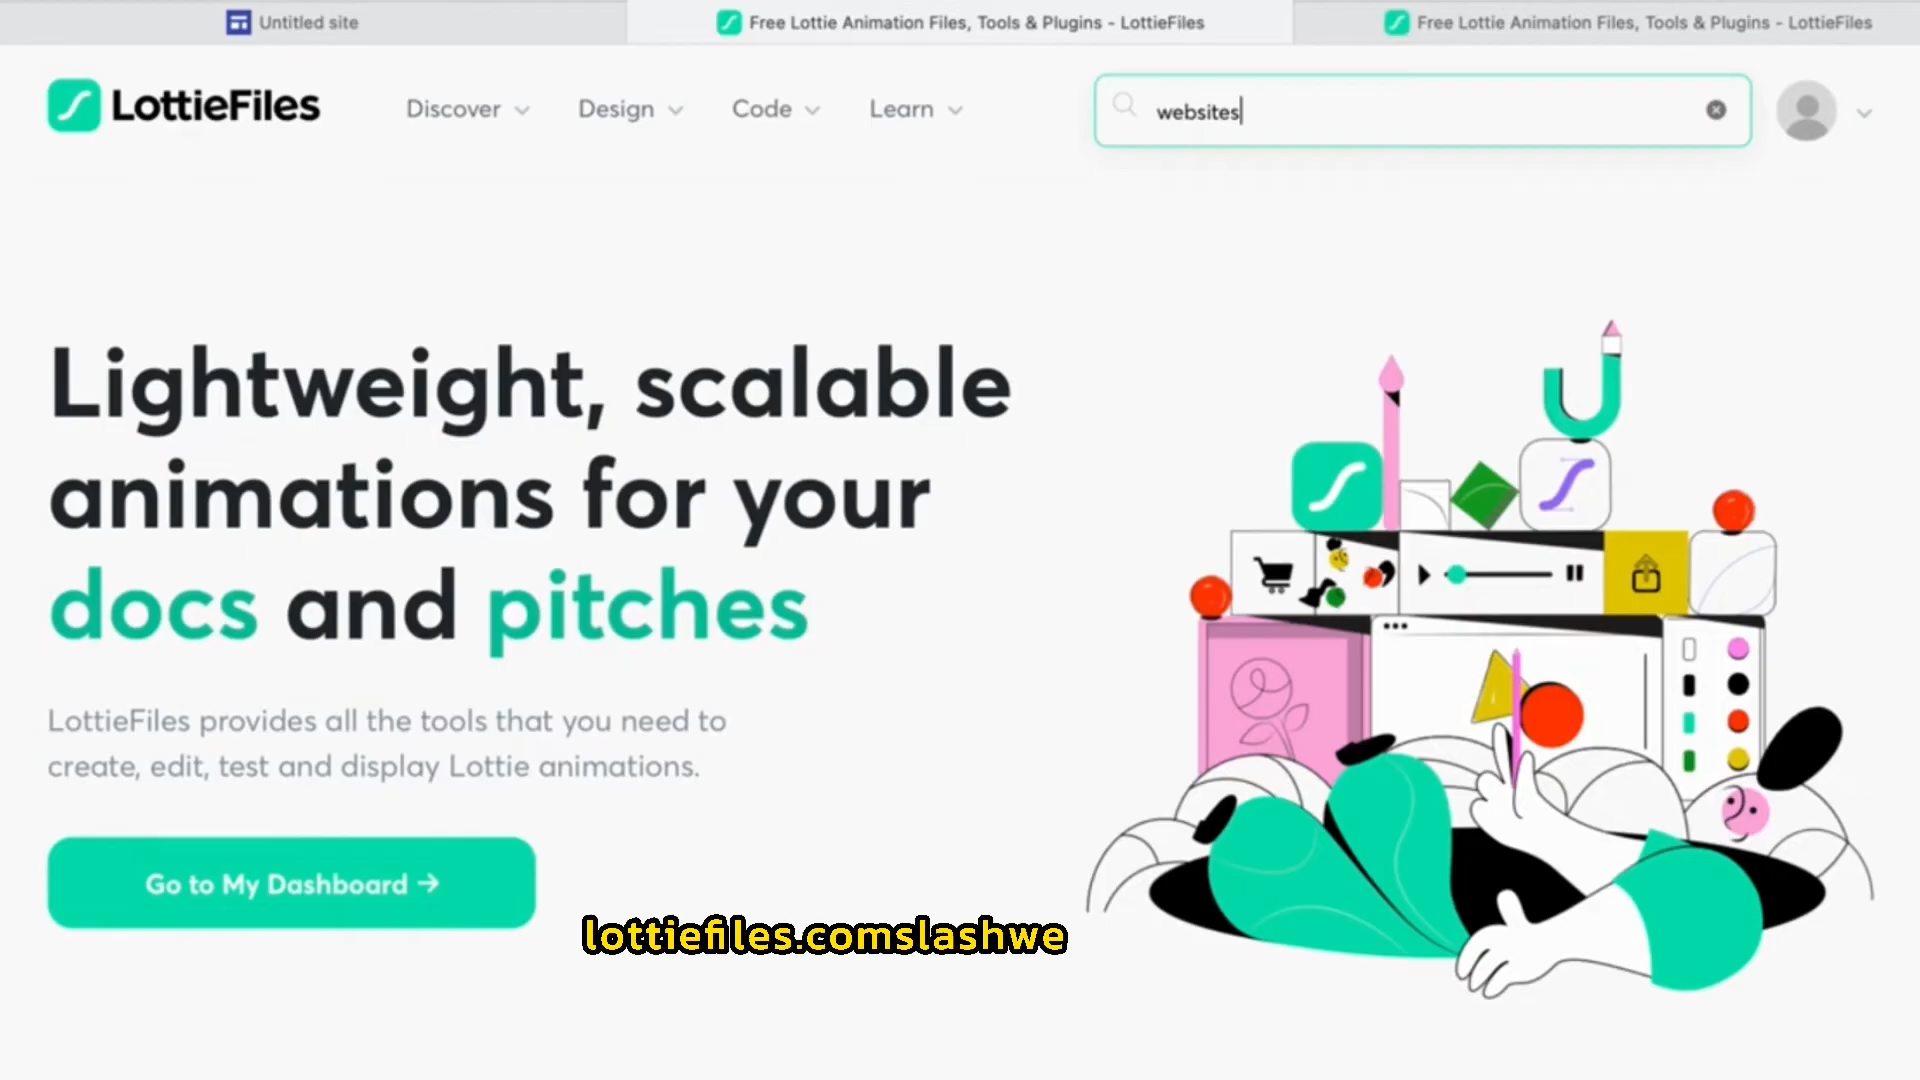 Untitled site
Free Lottie Animation Files, Tools & Plugins - LottieFiles
Free Lottie Animation Files, Tools & Plugins - LottieFiles
LottieFiles
Discover
Design
Code
Learn
websites
Lightweight, scalable
animations for your
docs and pitches
LottieFiles provides all the tools that you need to
create, edit, test and display Lottie animations.
Go to My Dashboard →
lottiefiles.comslashwe